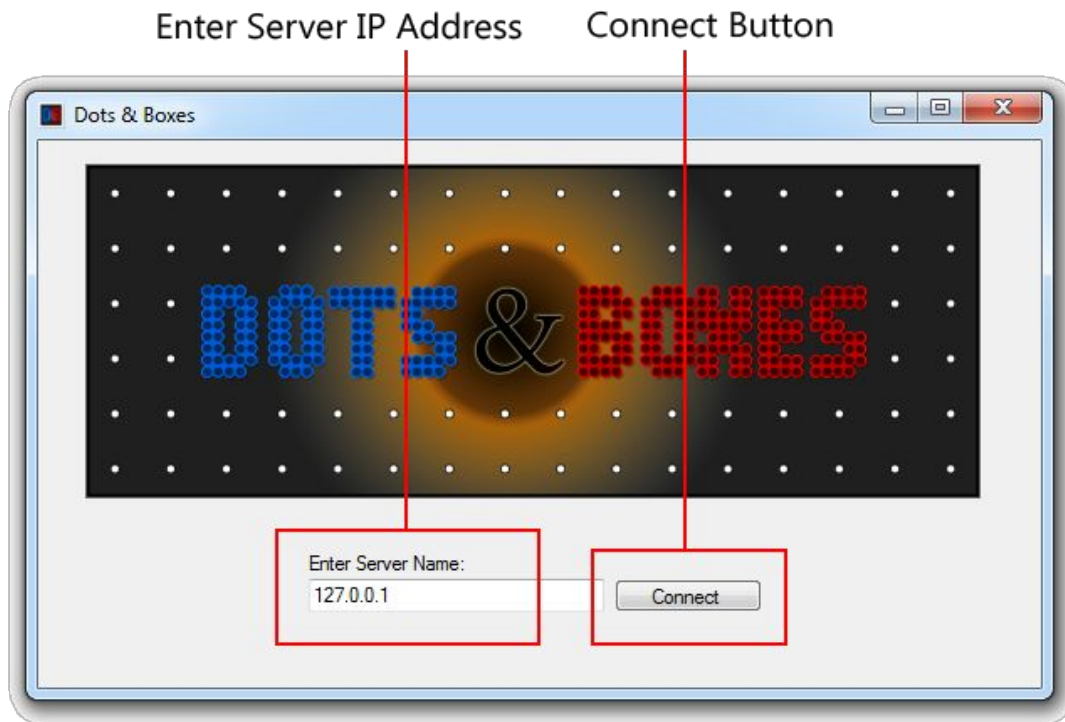 Enter Server IP Address Connect Button
Dots & Boxes
DOTS & BOXES
Enter Server Name:
127.0.0.1 Connect